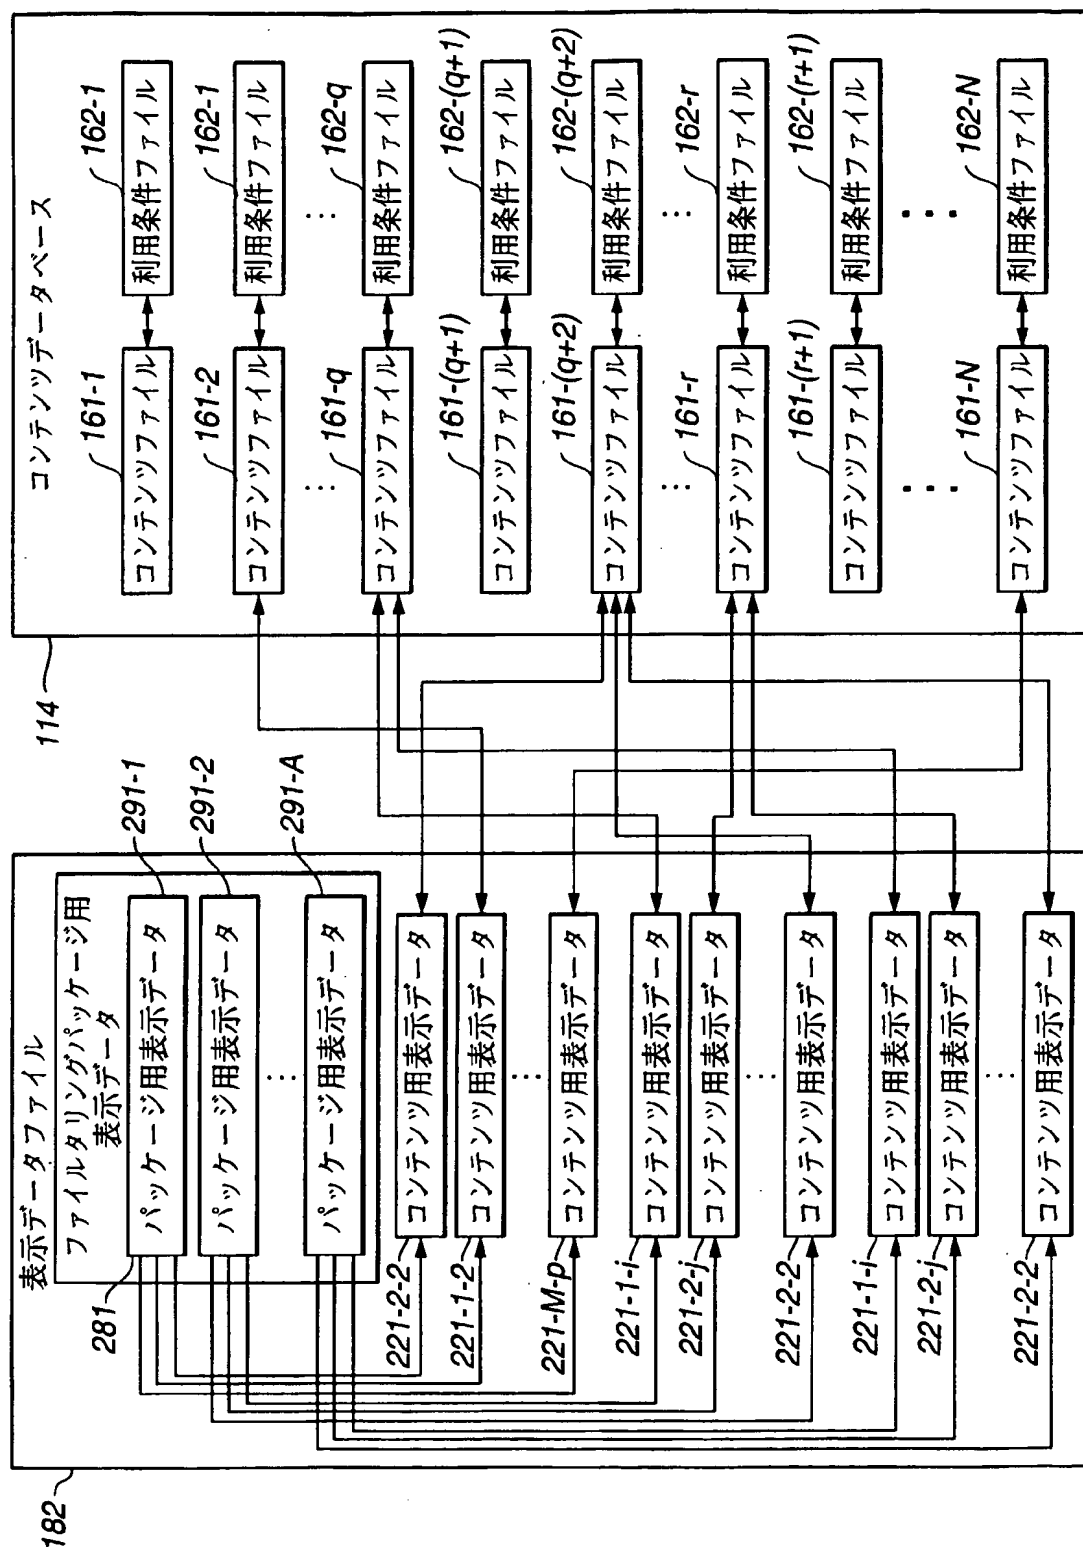 182
表示データファイル
ファイルタリングパッケージ用
表示データ
281
パッケージ用表示データ
291-1
パッケージ用表示データ
291-2
⋯
パッケージ用表示データ
291-A
221-2-2
コンテンツ用表示データ
221-1-2
コンテンツ用表示データ
⋯
221-M-p
コンテンツ用表示データ
221-1-i
コンテンツ用表示データ
221-2-j
コンテンツ用表示データ
⋯
221-2-2
コンテンツ用表示データ
221-1-i
コンテンツ用表示データ
221-2-j
コンテンツ用表示データ
⋯
221-2-2
コンテンツ用表示データ
114
コンテンツデータベース
161-1
コンテンツファイル
162-1
利用条件ファイル
161-2
コンテンツファイル
162-1
利用条件ファイル
⋯
⋯
161-q
コンテンツファイル
162-q
利用条件ファイル
161-(q+1)
コンテンツファイル
162-(q+1)
利用条件ファイル
161-(q+2)
コンテンツファイル
162-(q+2)
利用条件ファイル
⋯
⋯
161-r
コンテンツファイル
162-r
利用条件ファイル
161-(r+1)
コンテンツファイル
162-(r+1)
利用条件ファイル
⋯
⋯
161-N
コンテンツファイル
162-N
利用条件ファイル